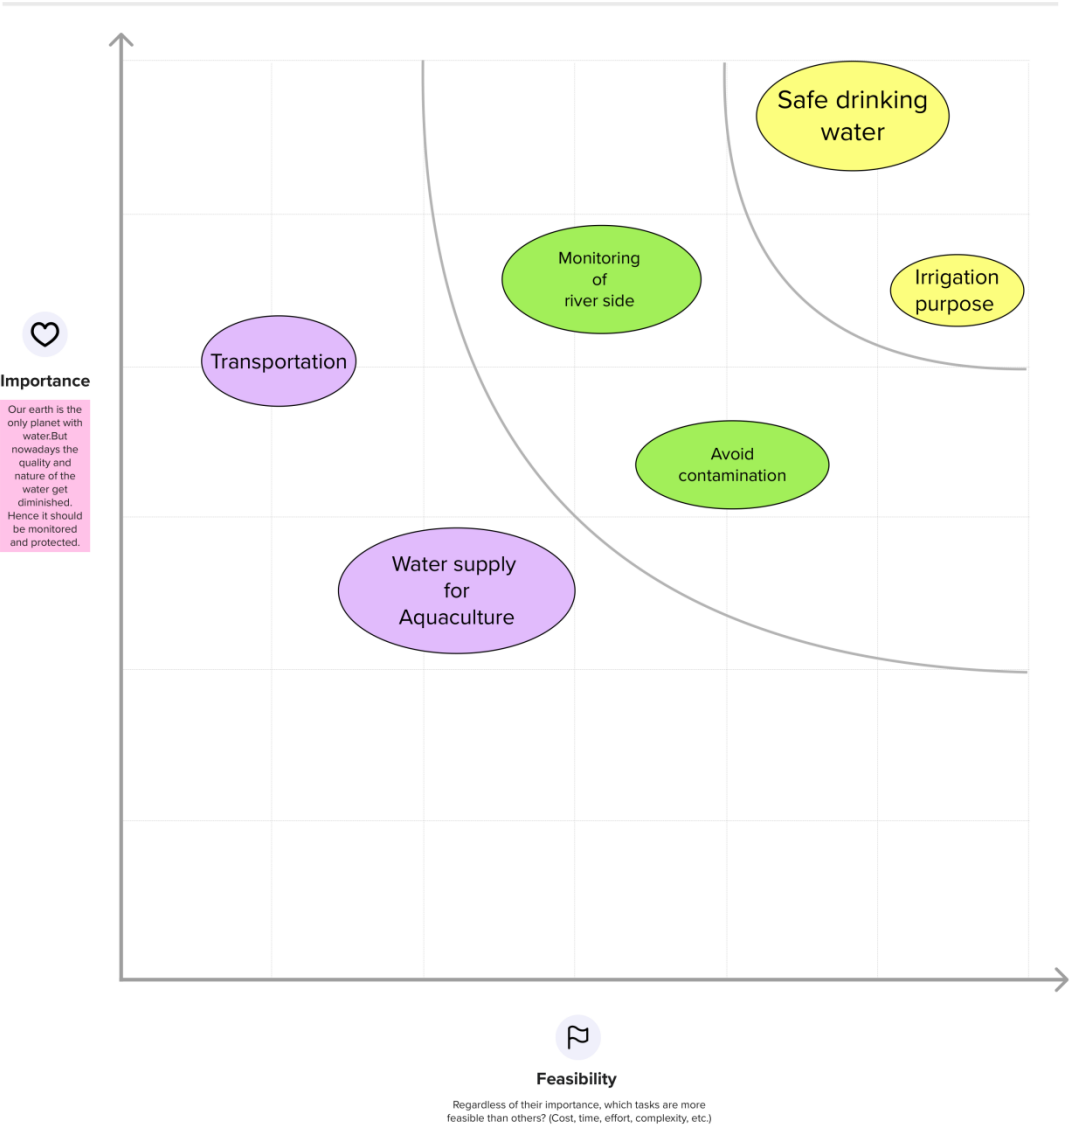 Safe drinking
water
Monitoring
of
river side
Irrigation
purpose
Transportation
Importance
Our earth is the
only planet with
water.But
nowadays the
quality and
nature of the
water get
diminished.
Hence it should
be monitored
and protected.
Avoid
contamination
Water supply
for
Aquaculture
Feasibility
Regardless of their importance, which tasks are more
feasible than others? (Cost, time, effort, complexity, etc.)